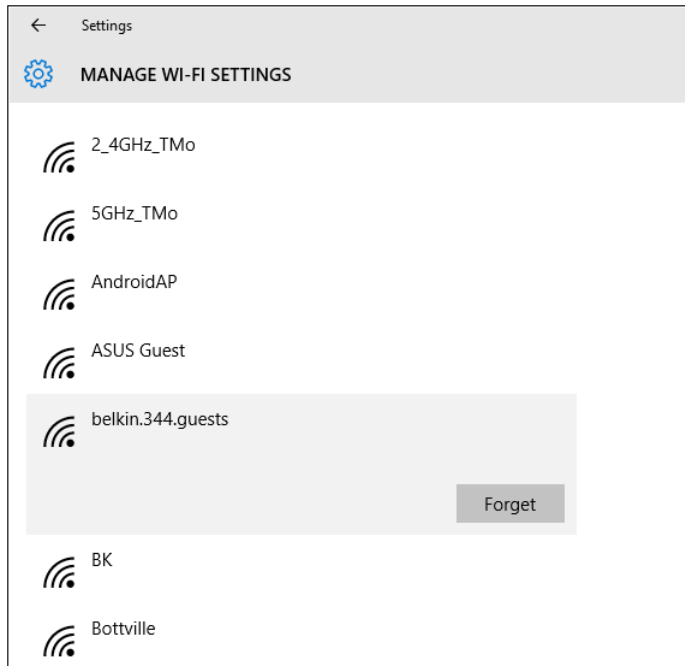 Settings
MANAGE WI-FI SETTINGS
2_4GHz_TMo
5GHz_TMo
AndroidAP
ASUS Guest
belkin.344.guests
Forget
BK
Bottville